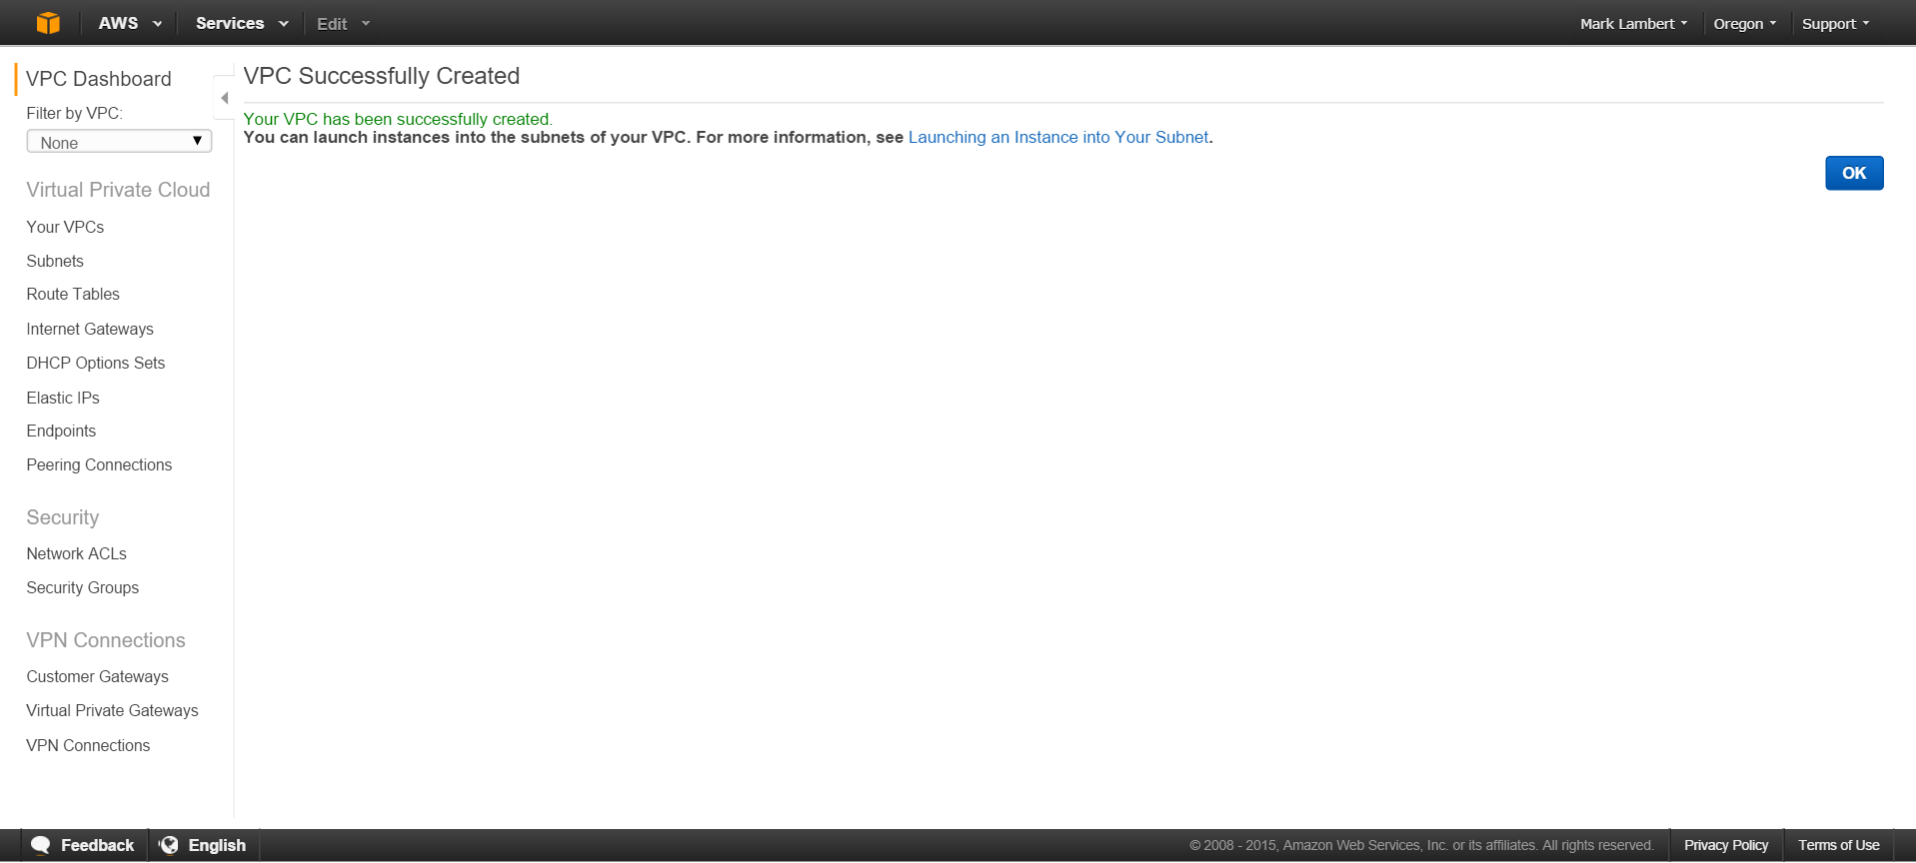 AWS Services Edit Mark Lambert Oregon Support
VPC Dashboard
Filter by VPC:
None
Virtual Private Cloud
Your VPCs
Subnets
Route Tables
Internet Gateways
DHCP Options Sets
Elastic IPs
Endpoints
Peering Connections
Security
Network ACLs
Security Groups
VPN Connections
Customer Gateways
Virtual Private Gateways
VPN Connections
VPC Successfully Created
Your VPC has been successfully created.
You can launch instances into the subnets of your VPC. For more information, see Launching an Instance into Your Subnet.
OK
Feedback English © 2008 - 2015, Amazon Web Services, Inc. or its affiliates. All rights reserved. Privacy Policy Terms of Use